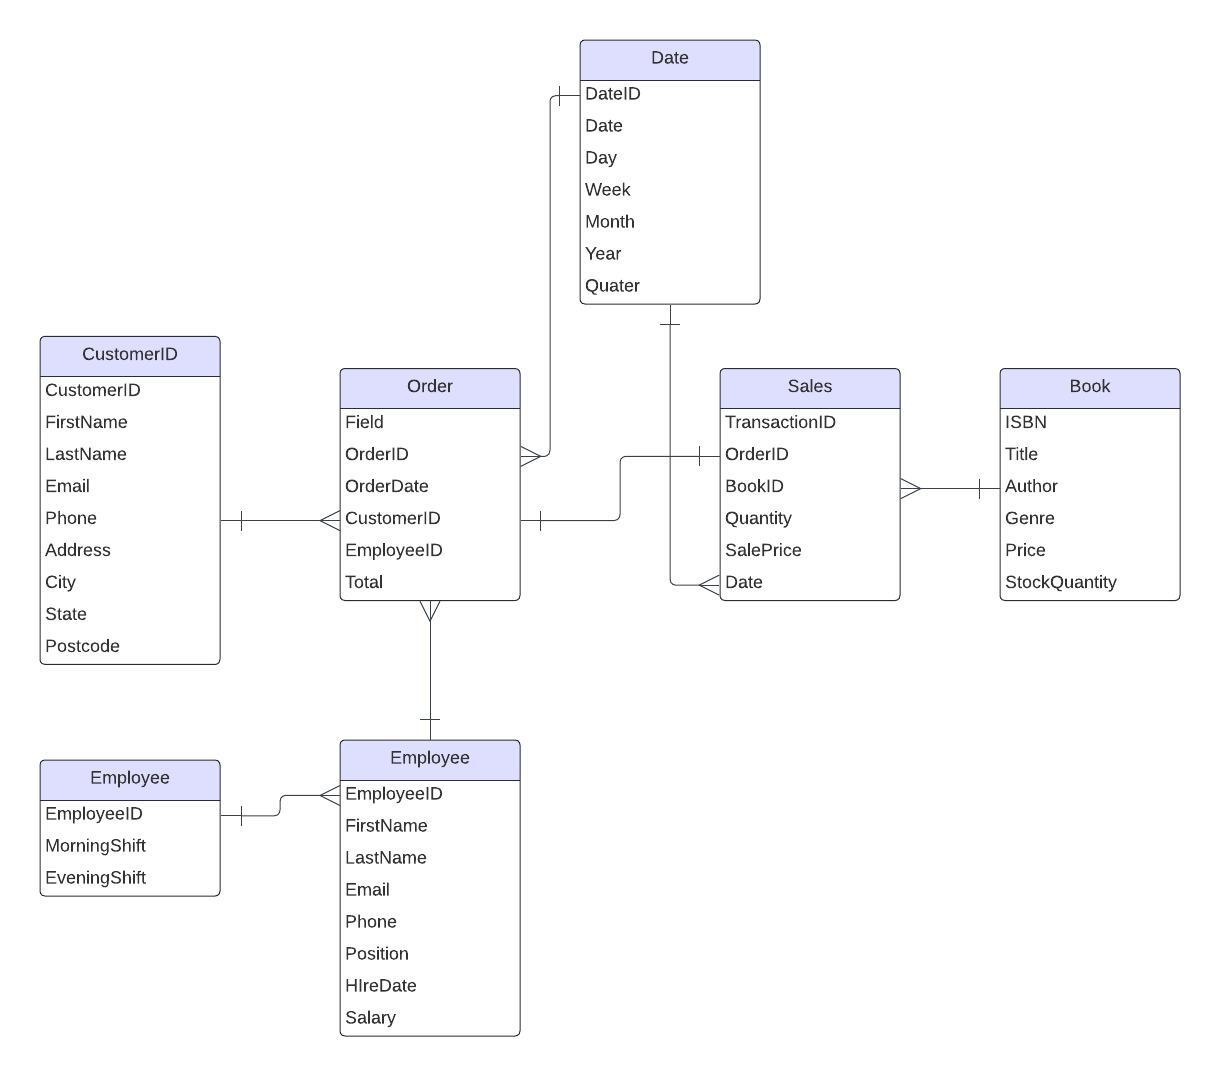 Date
DateID
Date
Day
Week
Month
Year
Quater
CustomerID
CustomerID
FirstName
LastName
Email
Phone
Address
City
State
Postcode
Order
Field
OrderID
OrderDate
CustomerID
EmployeeID
Total
Sales
TransactionID
OrderID
BookID
Quantity
SalePrice
Date
Book
ISBN
Title
Author
Genre
Price
StockQuantity
Employee
EmployeeID
MorningShift
EveningShift
Employee
EmployeeID
FirstName
LastName
Email
Phone
Position
HIreDate
Salary